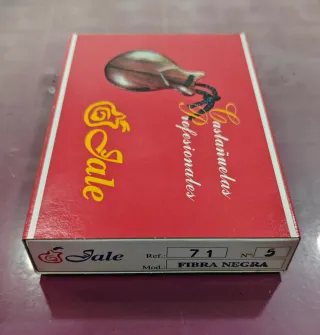 Castañuelas
Profesionales
Jale
Jale
Ref.: 71 Nº 5
Mod.: FIBRA NEGRA